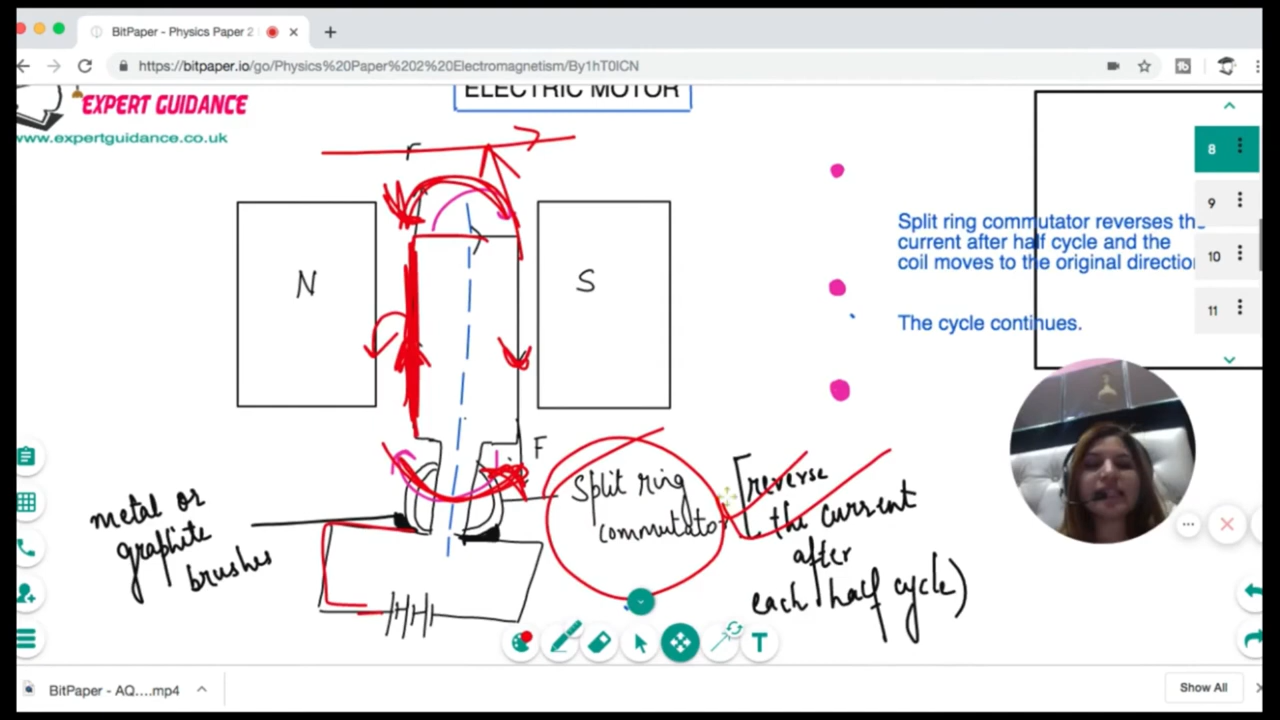 BitPaper - Physics Paper 2
https://bitpaper.io/go/Physics%20Paper%202%20Electromagnetism/By1hT0ICN
EXPERT GUIDANCE
www.expertguidance.co.uk
ELECTRIC MOTOR
r
N
S
F
Split ring
commutator
[reverse
the current
after
each half cycle)
metal or
graphite
brushes
Split ring commutator reverses the
current after half cycle and the
coil moves to the original direction
The cycle continues.
8
9
10
11
T
BitPaper - AQ....mp4
Show All